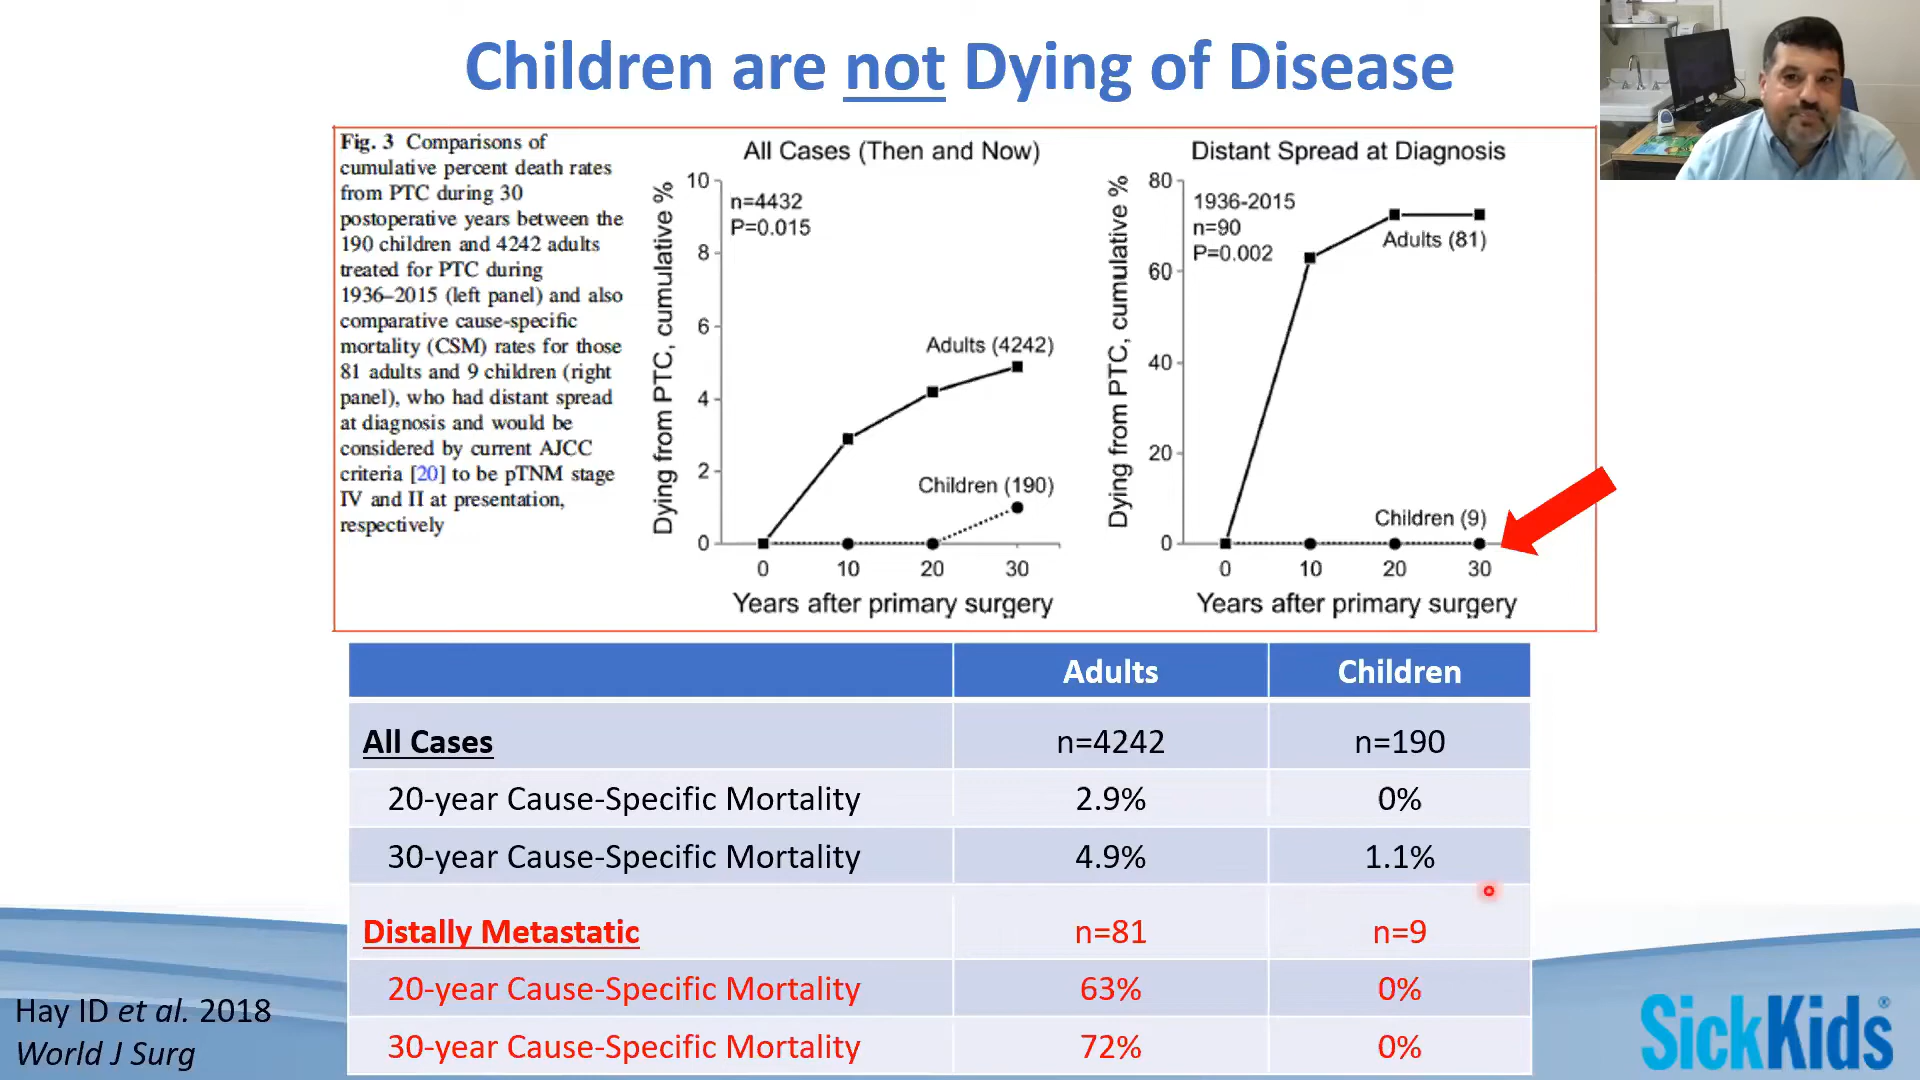 Children are not Dying of Disease
Fig. 3 Comparisons of
cumulative percent death rates
from PTC during 30
postoperative years between the
190 children and 4242 adults
treated for PTC during
1936–2015 (left panel) and also
comparative cause-specific
mortality (CSM) rates for those
81 adults and 9 children (right
panel), who had distant spread
at diagnosis and would be
considered by current AJCC
criteria [20] to be pTNM stage
IV and II at presentation,
respectively
All Cases (Then and Now)
Dying from PTC, cumulative %
10
8
6
4
2
0
n=4432
P=0.015
Adults (4242)
Children (190)
0 10 20 30
Years after primary surgery
Distant Spread at Diagnosis
Dying from PTC, cumulative %
80
60
40
20
0
1936-2015
n=90
P=0.002
Adults (81)
Children (9)
0 10 20 30
Years after primary surgery
Adults Children
All Cases n=4242 n=190
20-year Cause-Specific Mortality 2.9% 0%
30-year Cause-Specific Mortality 4.9% 1.1%
Distally Metastatic n=81 n=9
20-year Cause-Specific Mortality 63% 0%
30-year Cause-Specific Mortality 72% 0%
Hay ID et al. 2018
World J Surg
SickKids®